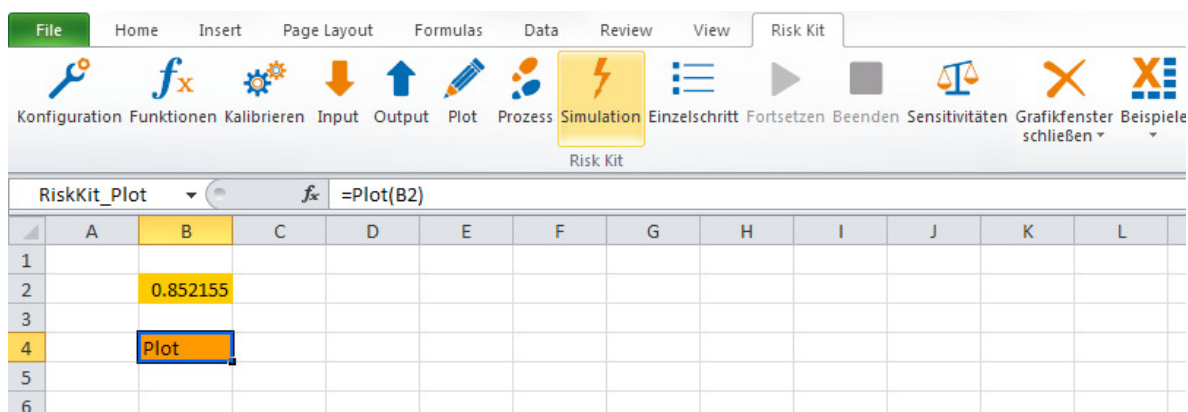 File Home Insert Page Layout Formulas Data Review View Risk Kit
Konfiguration Funktionen Kalibrieren Input Output Plot Prozess Simulation Einzelschritt Fortsetzen Beenden Sensitivitäten Grafikfenster schließen Beispiele
Risk Kit
RiskKit_Plot fx =Plot(B2)
A B C D E F G H I J K L
1
2 0.852155
3
4 Plot
5
6